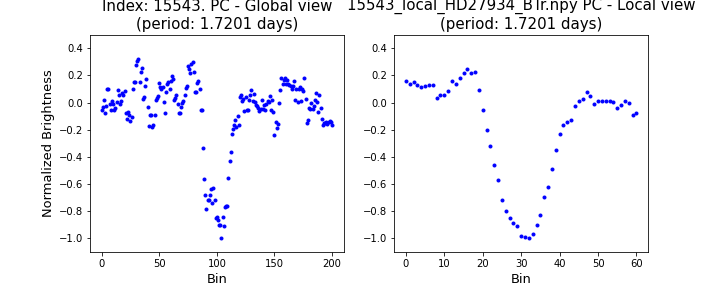 Index: 15543. PC - Global view
(period: 1.7201 days)
15543_local_HD27934_BTr.npy PC - Local view
(period: 1.7201 days)
Normalized Brightness
0.4
0.2
0.0
−0.2
−0.4
−0.6
−0.8
−1.0
0 50 100 150 200
Bin
0.4
0.2
0.0
−0.2
−0.4
−0.6
−0.8
−1.0
0 10 20 30 40 50 60
Bin